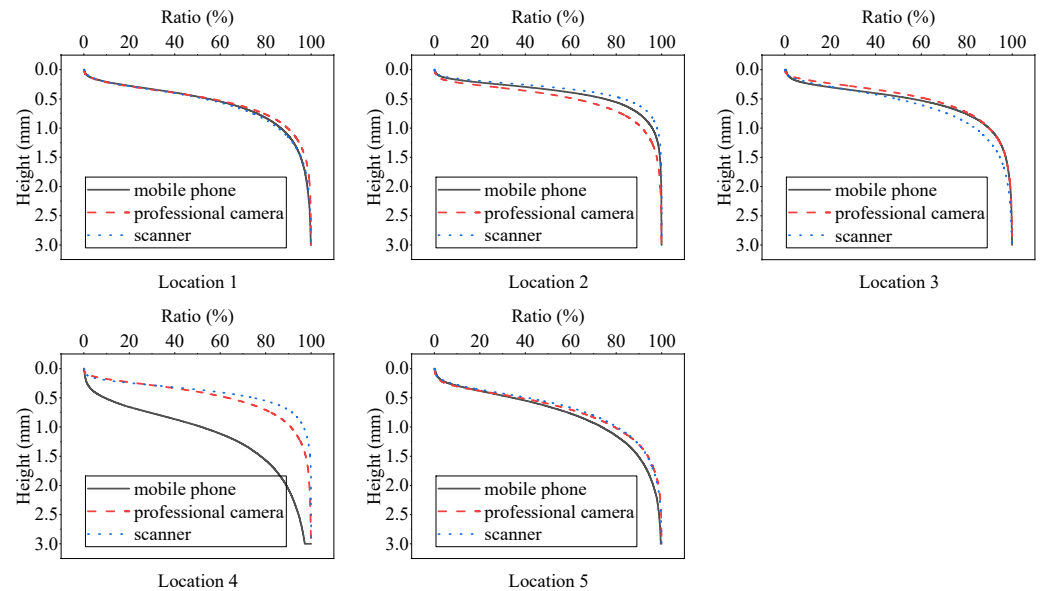 Ratio (%)
0 20 40 60 80 100
Height (mm)
0.0
0.5
1.0
1.5
2.0
2.5
3.0
mobile phone
professional camera
scanner
Location 1
Ratio (%)
0 20 40 60 80 100
Height (mm)
0.0
0.5
1.0
1.5
2.0
2.5
3.0
mobile phone
professional camera
scanner
Location 2
Ratio (%)
0 20 40 60 80 100
Height (mm)
0.0
0.5
1.0
1.5
2.0
2.5
3.0
mobile phone
professional camera
scanner
Location 3
Ratio (%)
0 20 40 60 80 100
Height (mm)
0.0
0.5
1.0
1.5
2.0
2.5
3.0
mobile phone
professional camera
scanner
Location 4
Ratio (%)
0 20 40 60 80 100
Height (mm)
0.0
0.5
1.0
1.5
2.0
2.5
3.0
mobile phone
professional camera
scanner
Location 5